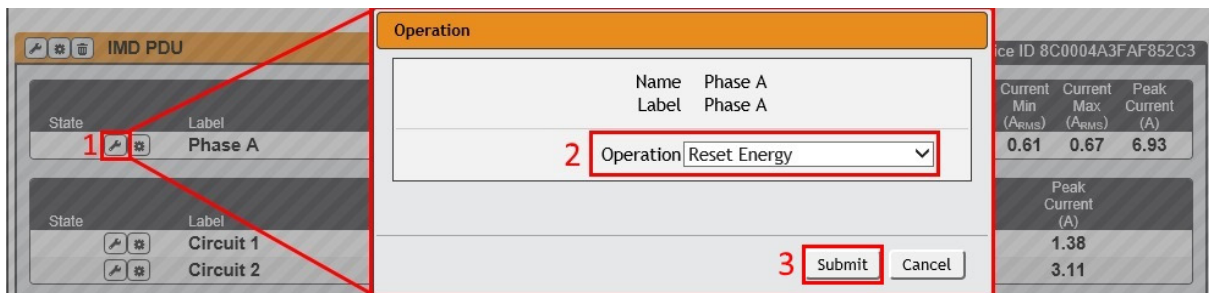 Operation
IMD PDU
ice ID 8C0004A3FAF852C3
Name Phase A
Label Phase A
Current Min (ARMS) Current Max (ARMS) Peak Current (A)
State Label
1 Phase A
0.61 0.67 6.93
2 Operation Reset Energy
Peak Current (A)
State Label
Circuit 1 1.38
Circuit 2 3.11
3 Submit Cancel